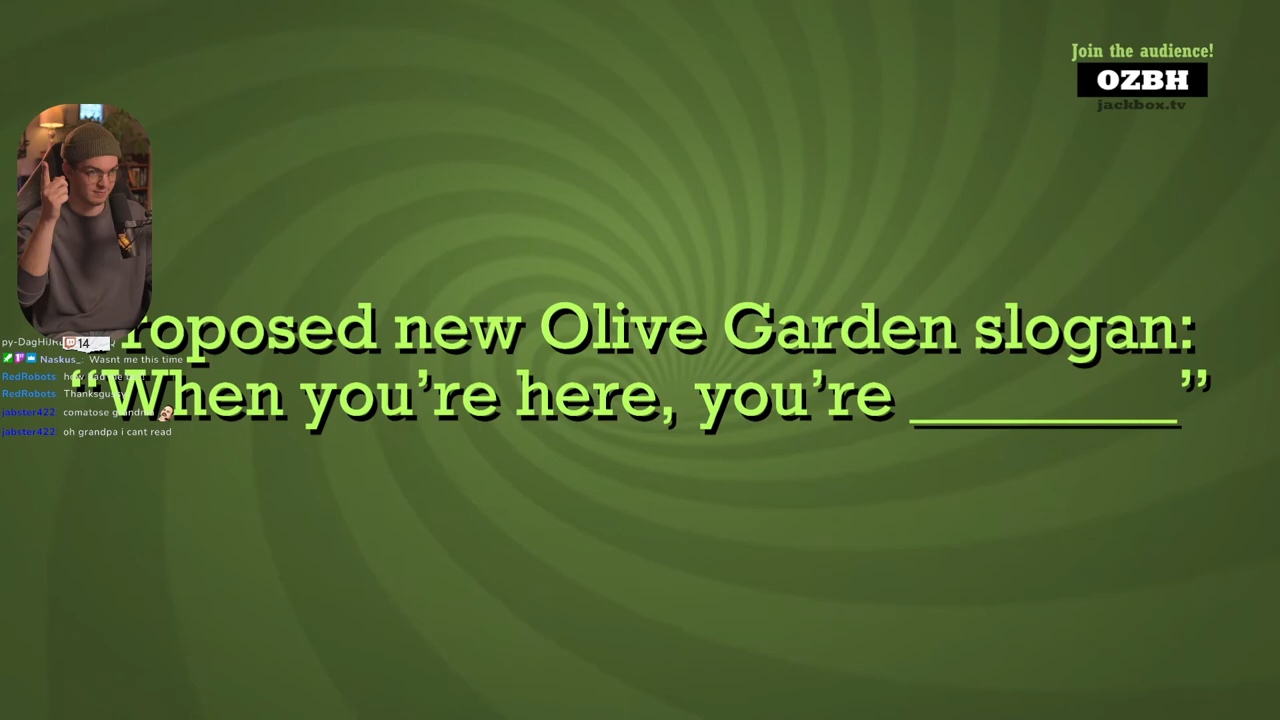 Join the audience!
OZBH
jackbox.tv
roposed new Olive Garden slogan:
“When you’re here, you’re ________”
14
Naskus_: Wasnt me this time
RedRobots:
RedRobots: Thanksgu
jabster422: comatose
jabster422: oh grandpa i cant read